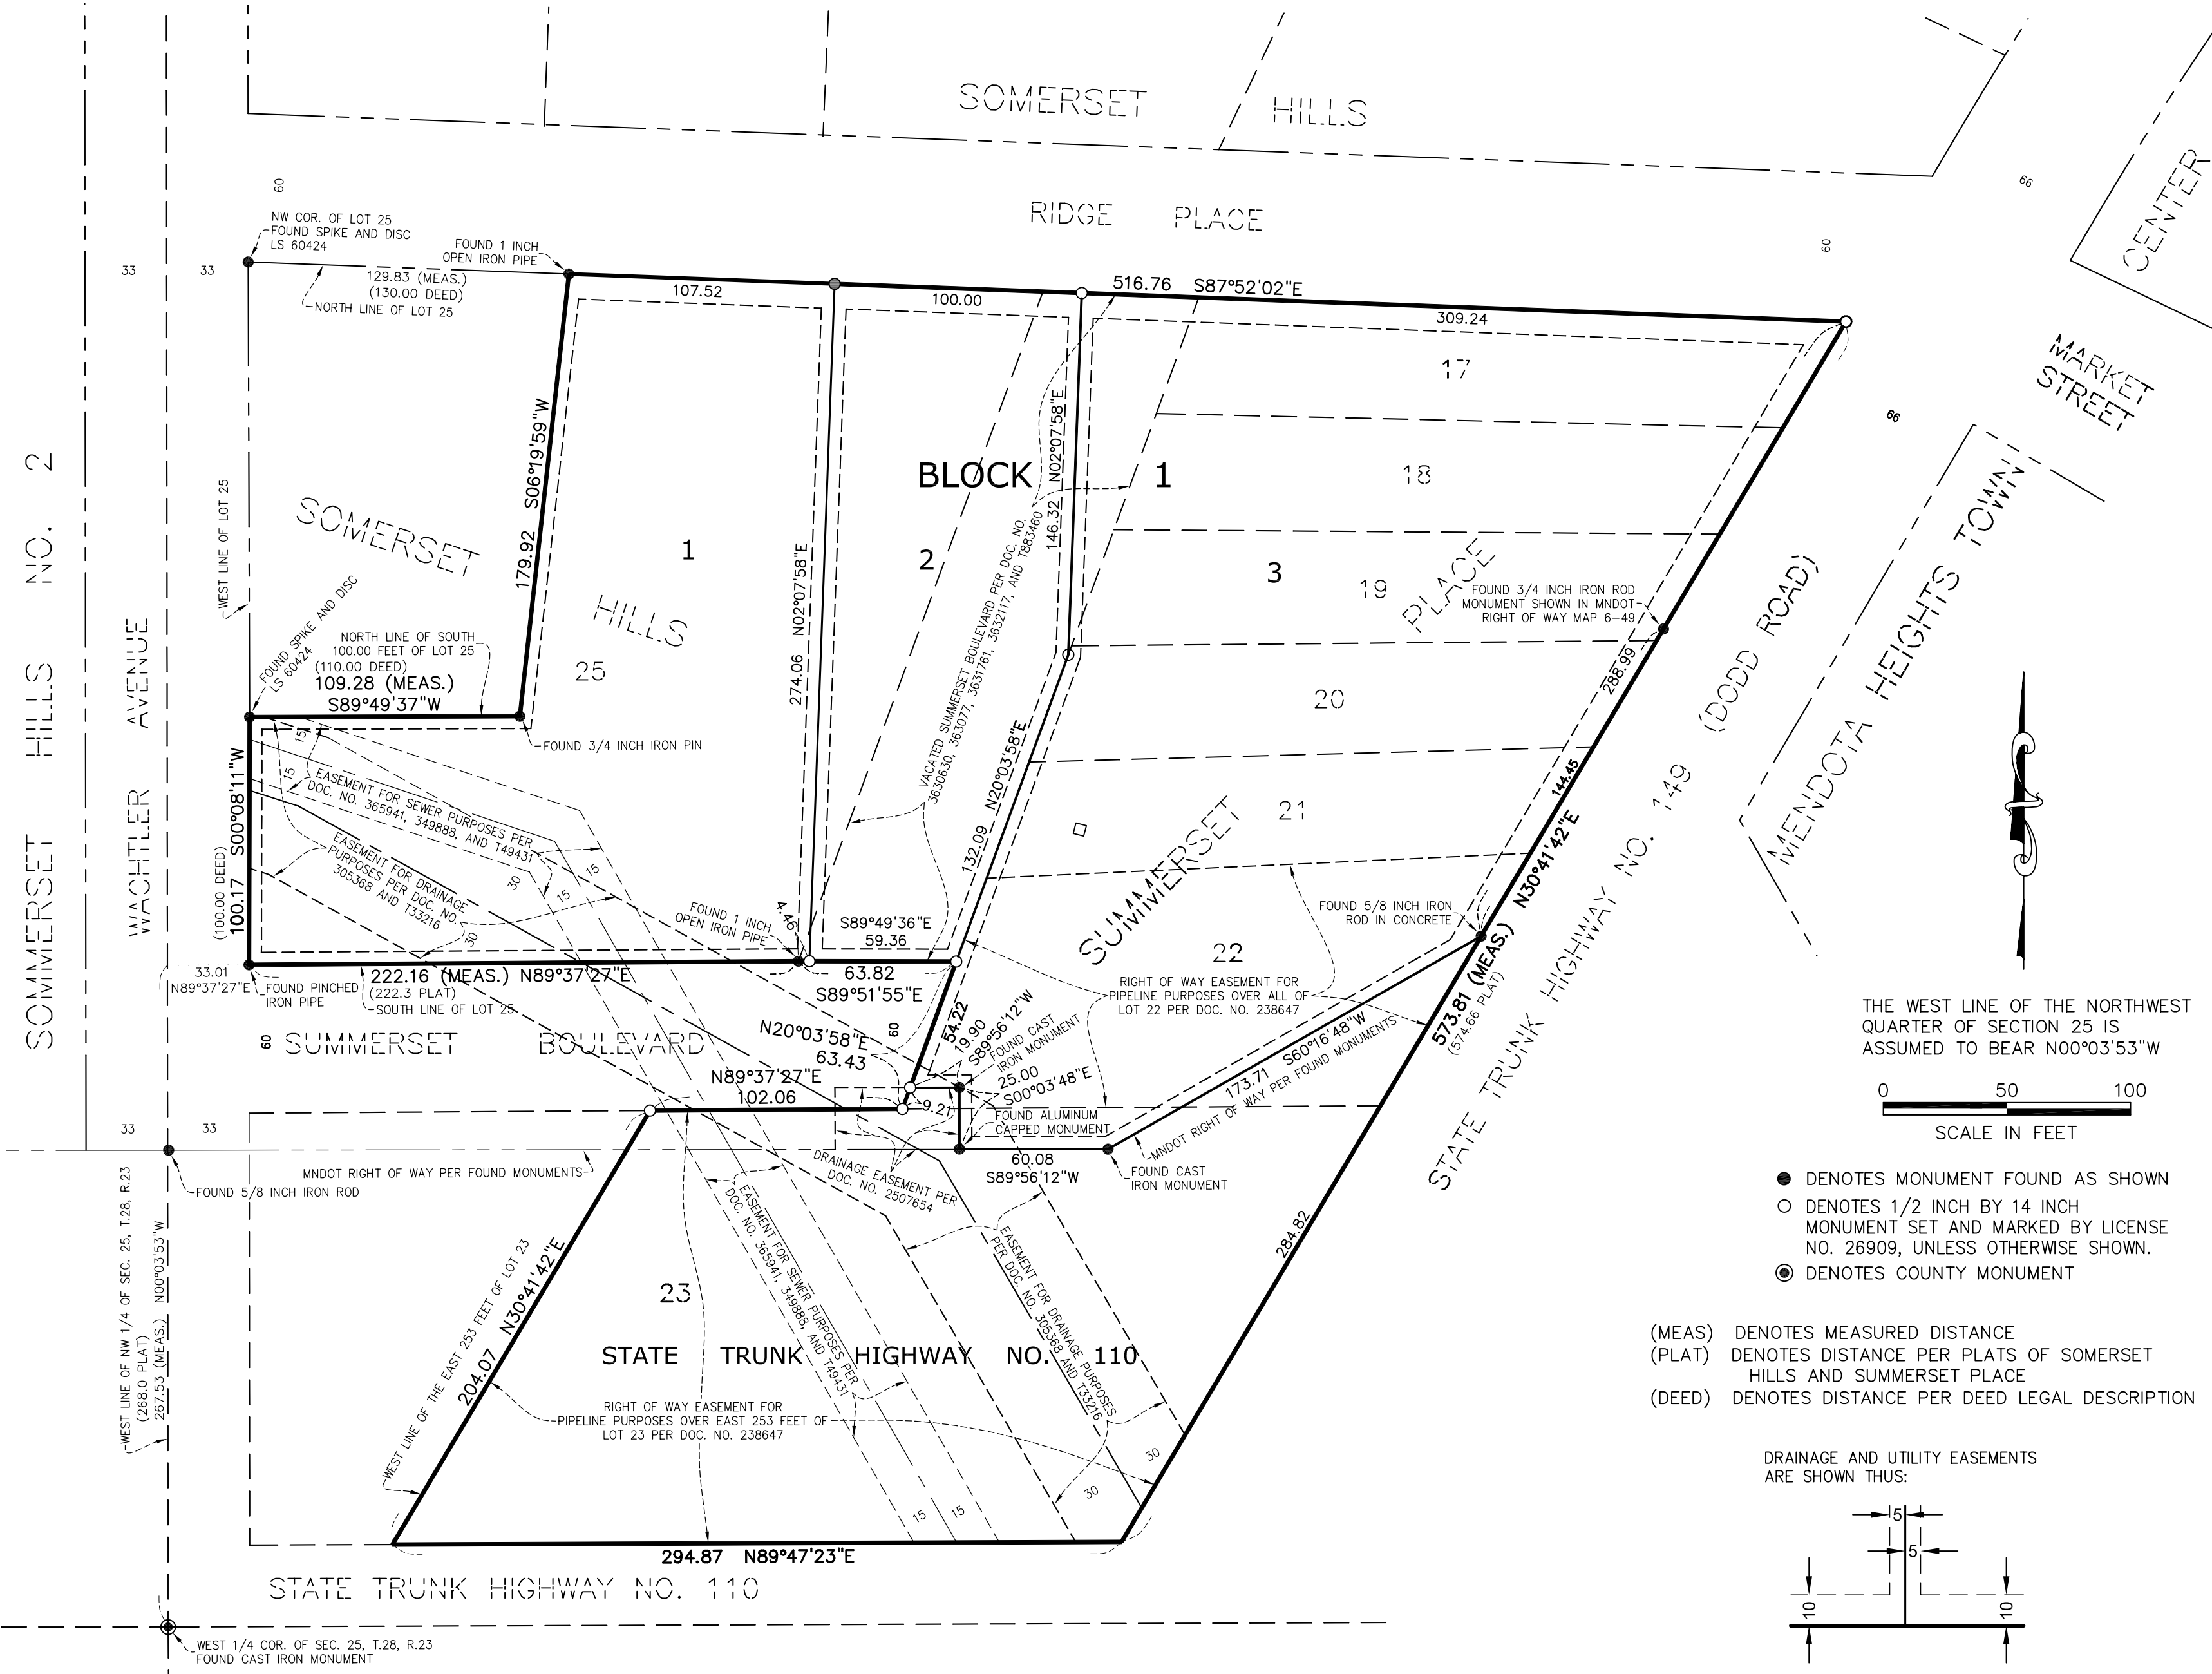 SOMERSET HILLS
CENTER
66
60
NW COR. OF LOT 25
FOUND SPIKE AND DISC
LS 60424
FOUND 1 INCH
OPEN IRON PIPE
RIDGE PLACE
60
33
33
129.83 (MEAS.)
(130.00 DEED)
NORTH LINE OF LOT 25
107.52
100.00
516.76 S87°52'02"E
309.24
MARKET
STREET
66
17
18
19
20
21
22
BLOCK 1
1
2
3
SOMERSET
HILLS
25
S06°19'59"W
179.92
274.06 N02°07'58"E
146.32 N02°07'58"E
VACATED SUMMERSET BOULEVARD PER DOC. NO.
3630630, 363077, 3631761, 3632117, AND T883460
N20°03'58"E
132.09
SUMMERSET
PLACE
FOUND 3/4 INCH IRON ROD
MONUMENT SHOWN IN MNDOT
RIGHT OF WAY MAP 6-49
288.99
144.45
N30°41'42"E
573.81 (MEAS.)
(574.66 PLAT)
284.82
STATE TRUNK HIGHWAY NO. 149 (DODD ROAD)
MENDOTA HEIGHTS TOWN
SOMMERSET HILLS NO. 2
WACHTLER AVENUE
WEST LINE OF LOT 25
FOUND SPIKE AND DISC
LS 60424
NORTH LINE OF SOUTH
100.00 FEET OF LOT 25
(110.00 DEED)
109.28 (MEAS.)
S89°49'37"W
FOUND 3/4 INCH IRON PIN
15
15
EASEMENT FOR SEWER PURPOSES PER
DOC. NO. 365941, 349888, AND T49431
EASEMENT FOR DRAINAGE
PURPOSES PER DOC. NO.
305368 AND T33216
30
30
15
15
(100.00 DEED)
100.17 S00°08'11"W
FOUND 1 INCH
OPEN IRON PIPE
4.46
S89°49'36"E
59.36
33.01
N89°37'27"E
FOUND PINCHED
IRON PIPE
222.16 (MEAS.) N89°37'27"E
(222.3 PLAT)
SOUTH LINE OF LOT 25
63.82
S89°51'55"E
FOUND 5/8 INCH IRON
ROD IN CONCRETE
RIGHT OF WAY EASEMENT FOR
PIPELINE PURPOSES OVER ALL OF
LOT 22 PER DOC. NO. 238647
60
SUMMERSET BOULEVARD
60
N20°03'58"E
63.43
54.22
19.90
S89°56'12"W
FOUND CAST
IRON MONUMENT
25.00
S00°03'48"E
N89°37'27"E
102.06
9.21
FOUND ALUMINUM
CAPPED MONUMENT
S60°16'48"W
173.71
MNDOT RIGHT OF WAY PER FOUND MONUMENTS
60.08
S89°56'12"W
FOUND CAST
IRON MONUMENT
33
33
MNDOT RIGHT OF WAY PER FOUND MONUMENTS
FOUND 5/8 INCH IRON ROD
DRAINAGE EASEMENT PER
DOC. NO. 2507654
EASEMENT FOR SEWER PURPOSES PER
DOC. NO. 365941, 349888, AND T49431
EASEMENT FOR DRAINAGE PURPOSES
PER DOC. NO. 305368 AND T33216
WEST LINE OF NW 1/4 OF SEC. 25, T.28, R.23
(268.0 PLAT)
267.53 (MEAS.) N00°03'53"W
WEST LINE OF THE EAST 253 FEET OF LOT 23
204.07 N30°41'42"E
23
STATE TRUNK HIGHWAY NO. 110
RIGHT OF WAY EASEMENT FOR
PIPELINE PURPOSES OVER EAST 253 FEET OF
LOT 23 PER DOC. NO. 238647
30
30
15
15
294.87 N89°47'23"E
STATE TRUNK HIGHWAY NO. 110
WEST 1/4 COR. OF SEC. 25, T.28, R.23
FOUND CAST IRON MONUMENT
THE WEST LINE OF THE NORTHWEST
QUARTER OF SECTION 25 IS
ASSUMED TO BEAR N00°03'53"W
0 50 100
SCALE IN FEET
DENOTES MONUMENT FOUND AS SHOWN
DENOTES 1/2 INCH BY 14 INCH
MONUMENT SET AND MARKED BY LICENSE
NO. 26909, UNLESS OTHERWISE SHOWN.
DENOTES COUNTY MONUMENT
(MEAS) DENOTES MEASURED DISTANCE
(PLAT) DENOTES DISTANCE PER PLATS OF SOMERSET
HILLS AND SUMMERSET PLACE
(DEED) DENOTES DISTANCE PER DEED LEGAL DESCRIPTION
DRAINAGE AND UTILITY EASEMENTS
ARE SHOWN THUS:
5
5
10
10